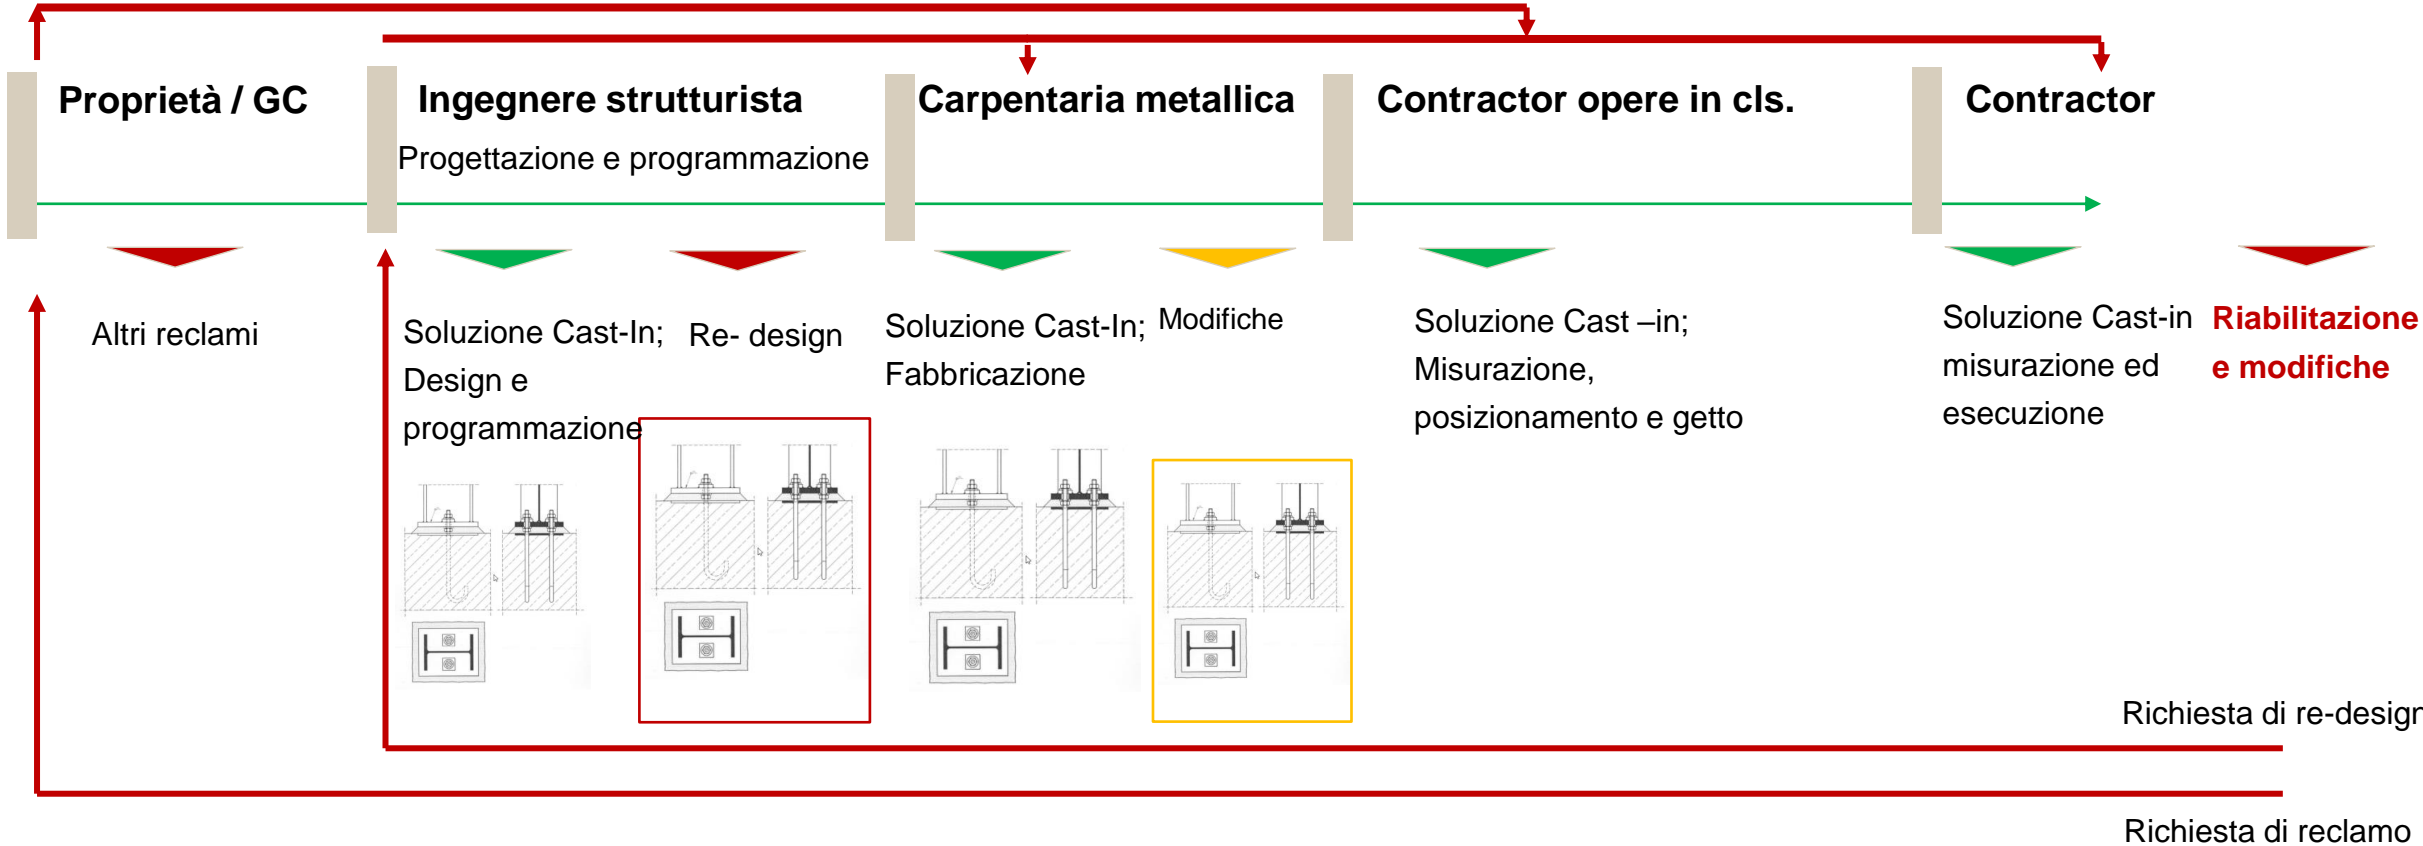 Proprietà / GC
Ingegnere strutturista
Progettazione e programmazione
Carpentaria metallica
Contractor opere in cls.
Contractor
Altri reclami
Soluzione Cast-In;
Design e
programmazione
Re- design
Soluzione Cast-In;
Fabbricazione
Modifiche
Soluzione Cast –in;
Misurazione,
posizionamento e getto
Soluzione Cast-in
misurazione ed
esecuzione
Riabilitazione
e modifiche
Richiesta di re-design
Richiesta di reclamo